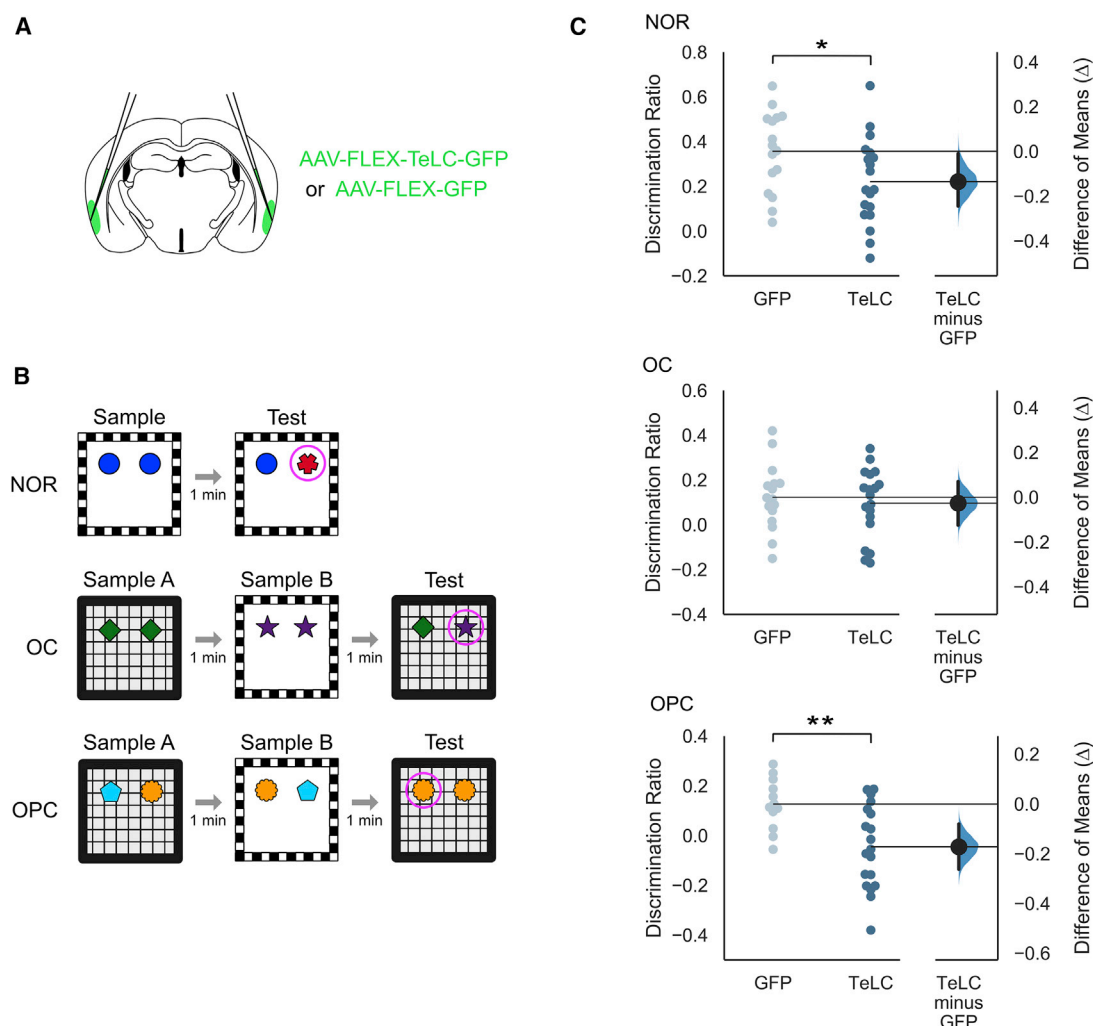 A
AAV-FLEX-TeLC-GFP
or AAV-FLEX-GFP
B
Sample
Test
NOR
1 min
Sample A
Sample B
Test
OC
1 min
1 min
Sample A
Sample B
Test
OPC
1 min
1 min
C
NOR
*
Discrimination Ratio
0.8
0.6
0.4
0.2
0.0
−0.2
GFP
TeLC
TeLC
minus
GFP
0.4
0.2
0.0
−0.2
−0.4
Difference of Means (Δ)
OC
Discrimination Ratio
0.6
0.4
0.2
0.0
−0.2
−0.4
GFP
TeLC
TeLC
minus
GFP
0.4
0.2
0.0
−0.2
−0.4
Difference of Means (Δ)
OPC
**
Discrimination Ratio
0.4
0.2
0.0
−0.2
−0.4
GFP
TeLC
TeLC
minus
GFP
0.2
0.0
−0.2
−0.4
−0.6
Difference of Means (Δ)